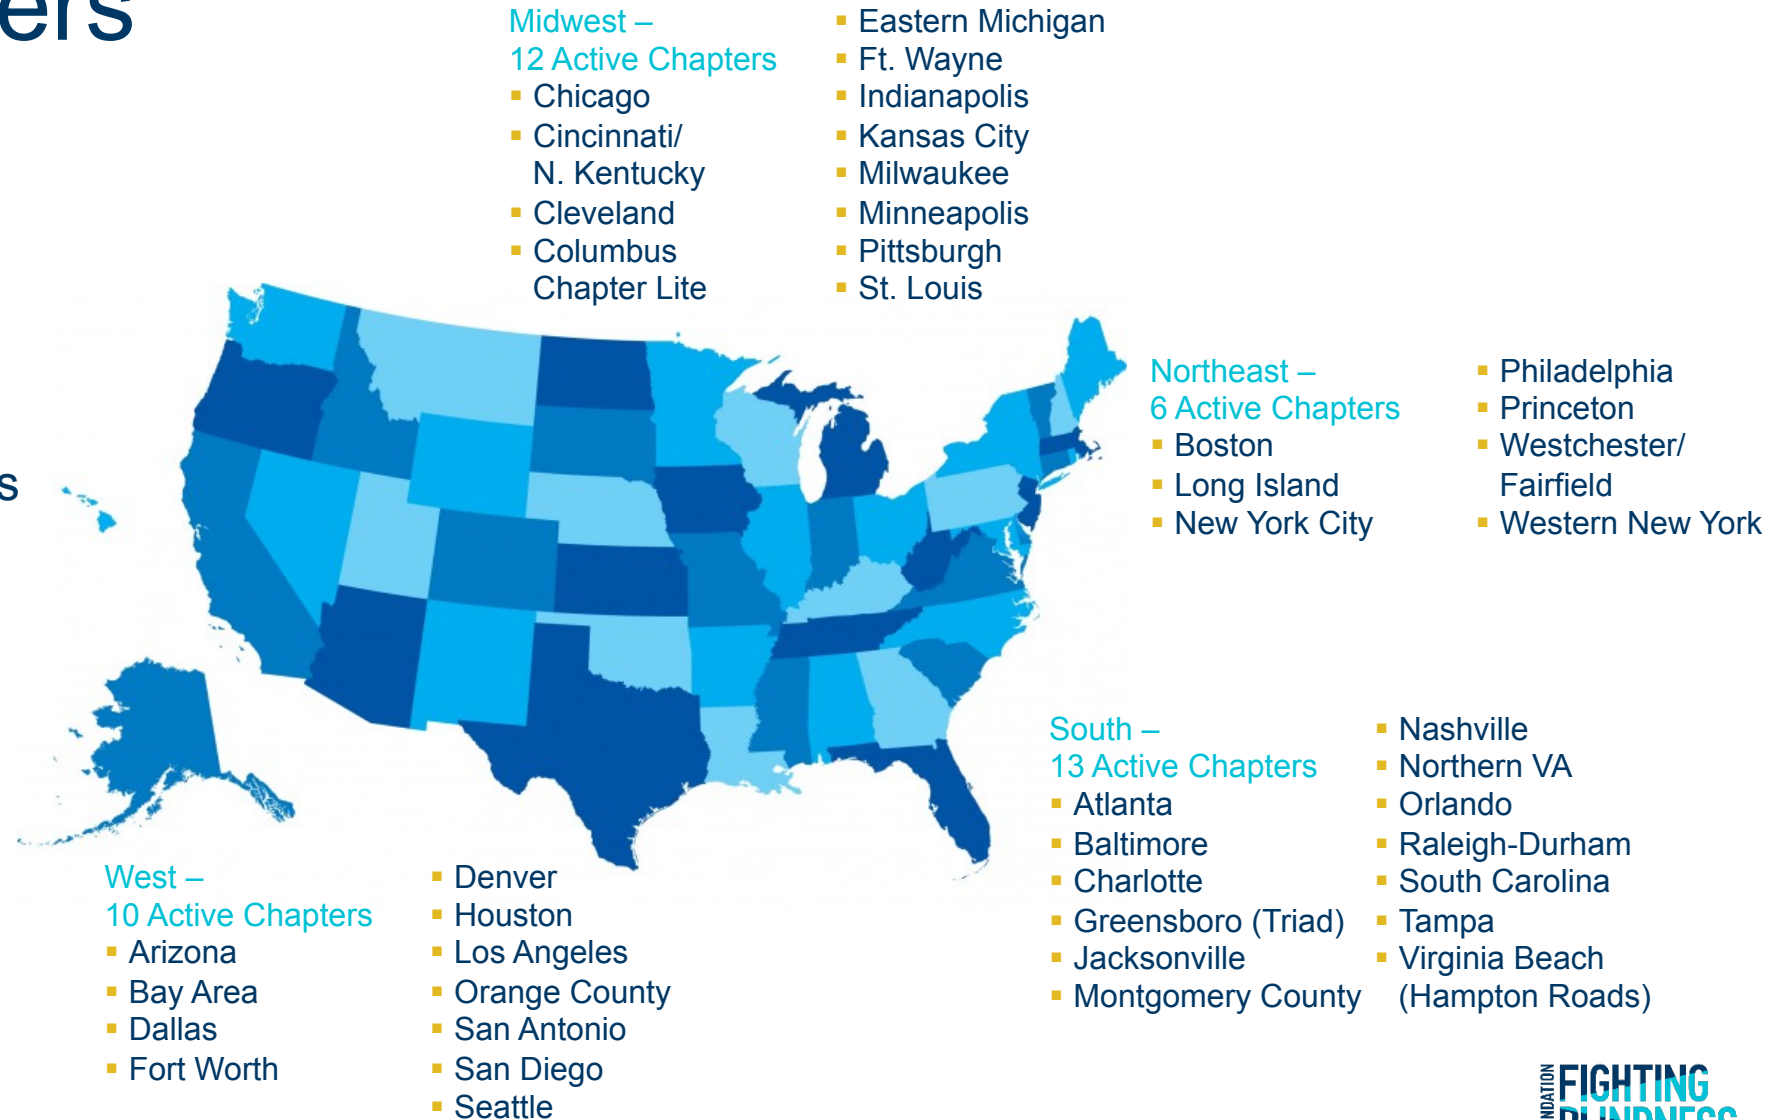 ers
s
Midwest –
12 Active Chapters
▪ Chicago
▪ Cincinnati/
N. Kentucky
▪ Cleveland
▪ Columbus
Chapter Lite
▪ Eastern Michigan
▪ Ft. Wayne
▪ Indianapolis
▪ Kansas City
▪ Milwaukee
▪ Minneapolis
▪ Pittsburgh
▪ St. Louis
Northeast –
6 Active Chapters
▪ Boston
▪ Long Island
▪ New York City
▪ Philadelphia
▪ Princeton
▪ Westchester/
Fairfield
▪ Western New York
South –
13 Active Chapters
▪ Atlanta
▪ Baltimore
▪ Charlotte
▪ Greensboro (Triad)
▪ Jacksonville
▪ Montgomery County
▪ Nashville
▪ Northern VA
▪ Orlando
▪ Raleigh-Durham
▪ South Carolina
▪ Tampa
▪ Virginia Beach
(Hampton Roads)
West –
10 Active Chapters
▪ Arizona
▪ Bay Area
▪ Dallas
▪ Fort Worth
▪ Denver
▪ Houston
▪ Los Angeles
▪ Orange County
▪ San Antonio
▪ San Diego
▪ Seattle
NDATION
FIGHTING
BLINDNESS